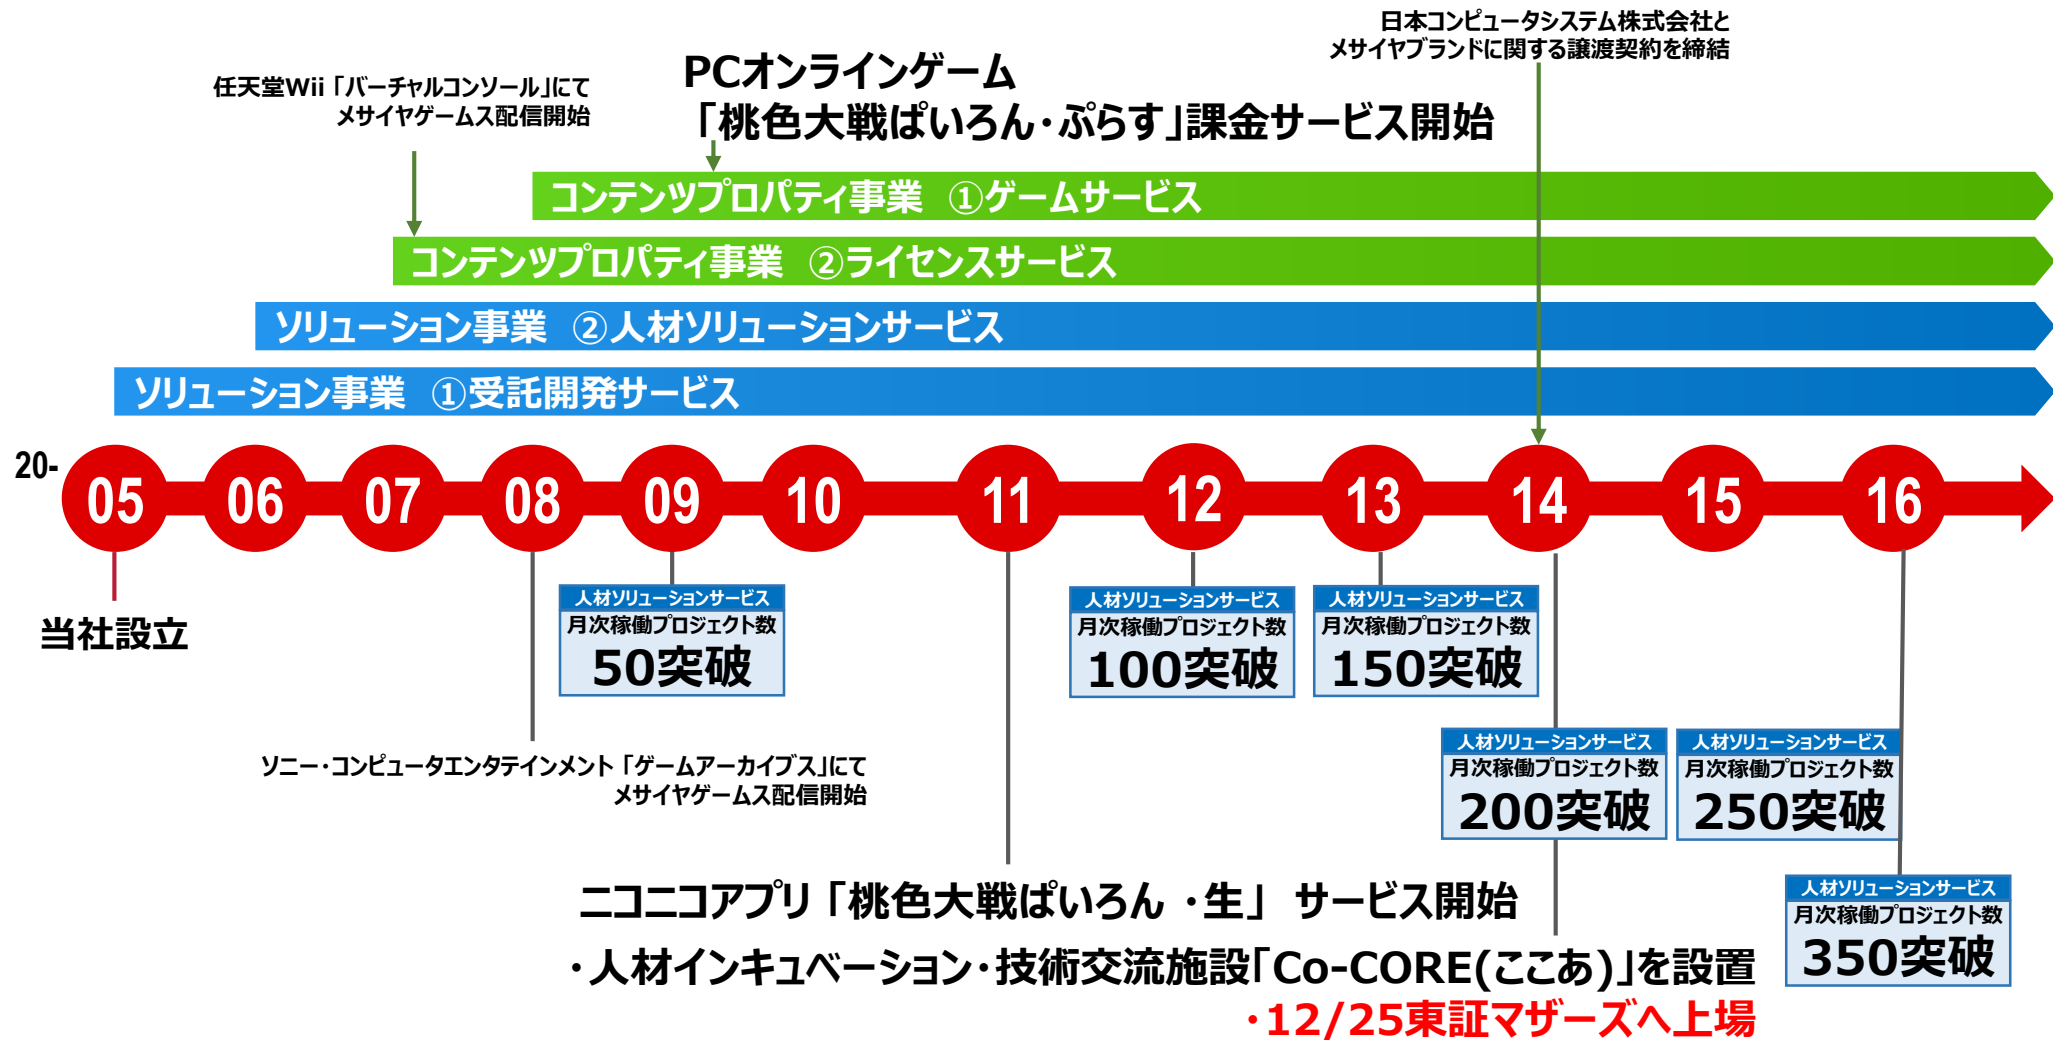 日本コンピュータシステム株式会社と
メサイヤブランドに関する譲渡契約を締結
任天堂Wii「バーチャルコンソール」にて
メサイヤゲームス配信開始
PCオンラインゲーム
「桃色大戦ぱいろん・ぷらす」課金サービス開始
コンテンツプロパティ事業　①ゲームサービス
コンテンツプロパティ事業　②ライセンスサービス
ソリューション事業　②人材ソリューションサービス
ソリューション事業　①受託開発サービス
20-
05 06 07 08 09 10 11 12 13 14 15 16
当社設立
人材ソリューションサービス
月次稼働プロジェクト数
50突破
人材ソリューションサービス
月次稼働プロジェクト数
100突破
人材ソリューションサービス
月次稼働プロジェクト数
150突破
ソニー・コンピュータエンタテインメント「ゲームアーカイブス」にて
メサイヤゲームス配信開始
人材ソリューションサービス
月次稼働プロジェクト数
200突破
人材ソリューションサービス
月次稼働プロジェクト数
250突破
人材ソリューションサービス
月次稼働プロジェクト数
350突破
ニコニコアプリ「桃色大戦ぱいろん ・生」 サービス開始
・人材インキュベーション・技術交流施設「Co-CORE(ここあ)」を設置
・12/25東証マザーズへ上場